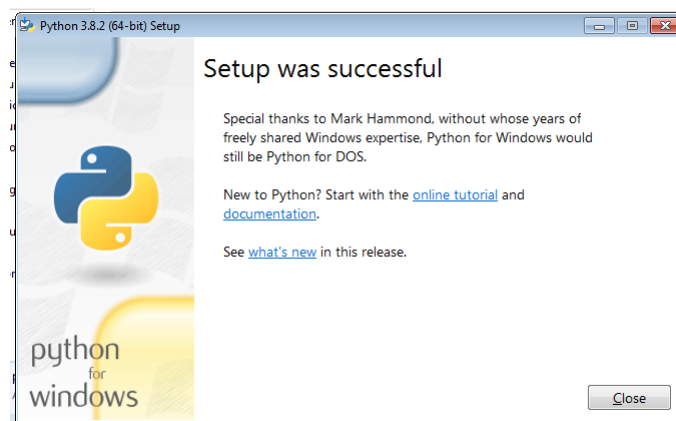 Python 3.8.2 (64-bit) Setup
Setup was successful
Special thanks to Mark Hammond, without whose years of
freely shared Windows expertise, Python for Windows would
still be Python for DOS.
New to Python? Start with the online tutorial and
documentation.
See what's new in this release.
python
for
windows
Close